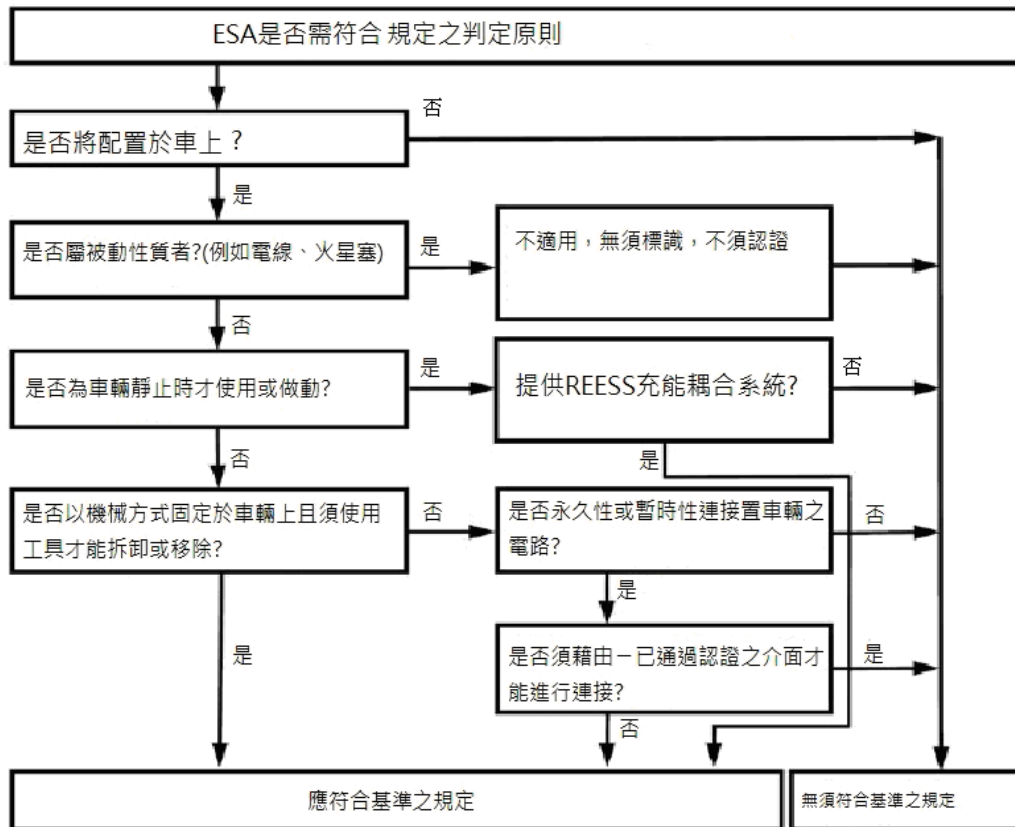 ESA是否需符合 規定之判定原則
否
是否將配置於車上？
是
是否屬被動性質者?(例如電線、火星塞)
是
不適用，無須標識，不須認證
否
是否為車輛靜止時才使用或做動?
是
提供REESS充能耦合系統?
否
否
是
是否以機械方式固定於車輛上且須使用
工具才能拆卸或移除?
否
是否永久性或暫時性連接置車輛之
電路?
否
是
是
是否須藉由－已通過認證之介面才
能進行連接?
是
否
應符合基準之規定
無須符合基準之規定